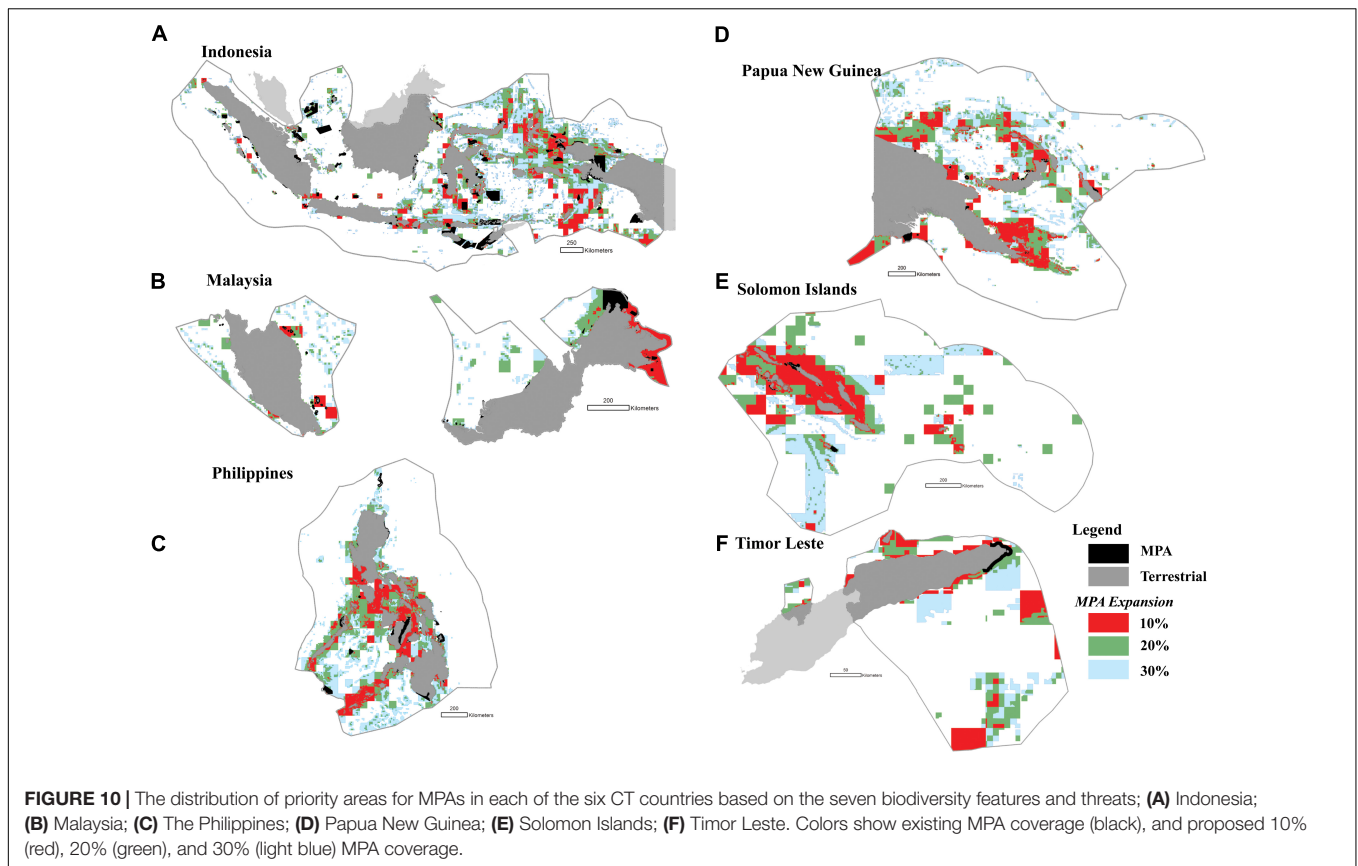 A
Indonesia
250
Kilometers
B
Malaysia
200
Kilometers
Philippines
C
200
Kilometers
D
Papua New Guinea
200
Kilometers
E
Solomon Islands
200
Kilometers
F
Timor Leste
50
Kilometers
Legend
MPA
Terrestrial
MPA Expansion
10%
20%
30%
FIGURE 10 | The distribution of priority areas for MPAs in each of the six CT countries based on the seven biodiversity features and threats; (A) Indonesia;
(B) Malaysia; (C) The Philippines; (D) Papua New Guinea; (E) Solomon Islands; (F) Timor Leste. Colors show existing MPA coverage (black), and proposed 10%
(red), 20% (green), and 30% (light blue) MPA coverage.